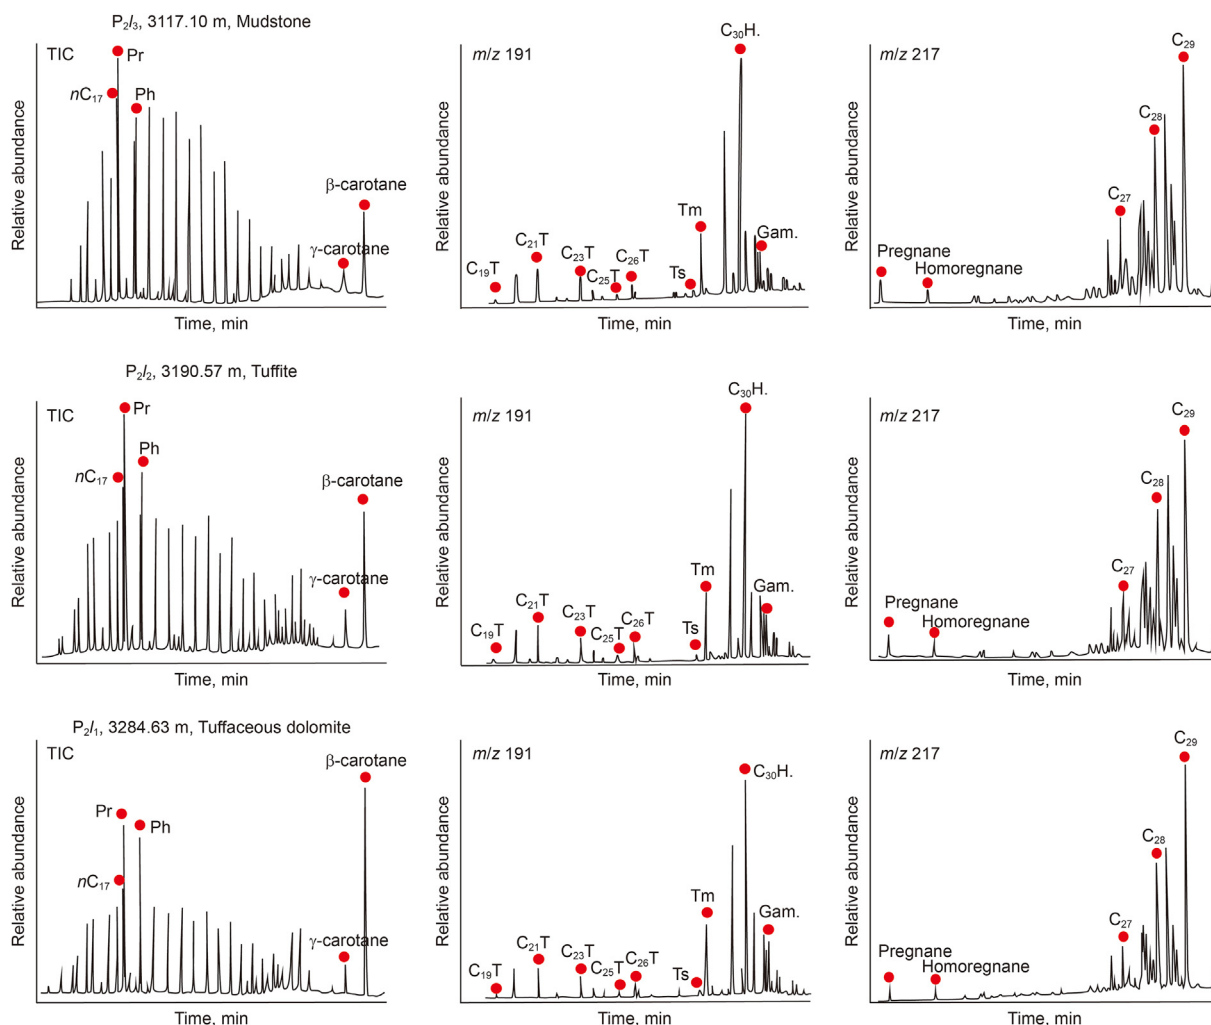 P₂l₃, 3117.10 m, Mudstone
TIC
Pr
nC₁₇
Ph
β-carotane
γ-carotane
Relative abundance
Time, min
m/z 191
C₃₀H.
Tm
Gam.
C₂₁T
C₂₃T
C₂₆T
C₁₉T
C₂₅T
Ts
Relative abundance
Time, min
m/z 217
C₂₉
C₂₈
C₂₇
Pregnane
Homoregnane
Relative abundance
Time, min
P₂l₂, 3190.57 m, Tuffite
TIC
Pr
Ph
nC₁₇
β-carotane
γ-carotane
Relative abundance
Time, min
m/z 191
C₃₀H.
Tm
Gam.
C₂₁T
C₂₃T
C₂₆T
C₁₉T
C₂₅T
Ts
Relative abundance
Time, min
m/z 217
C₂₉
C₂₈
C₂₇
Pregnane
Homoregnane
Relative abundance
Time, min
P₂l₁, 3284.63 m, Tuffaceous dolomite
TIC
β-carotane
Pr
Ph
nC₁₇
γ-carotane
Relative abundance
Time, min
m/z 191
C₃₀H.
Tm
Gam.
C₂₁T
C₂₃T
C₂₆T
C₁₉T
C₂₅T
Ts
Relative abundance
Time, min
m/z 217
C₂₉
C₂₈
C₂₇
Pregnane
Homoregnane
Relative abundance
Time, min